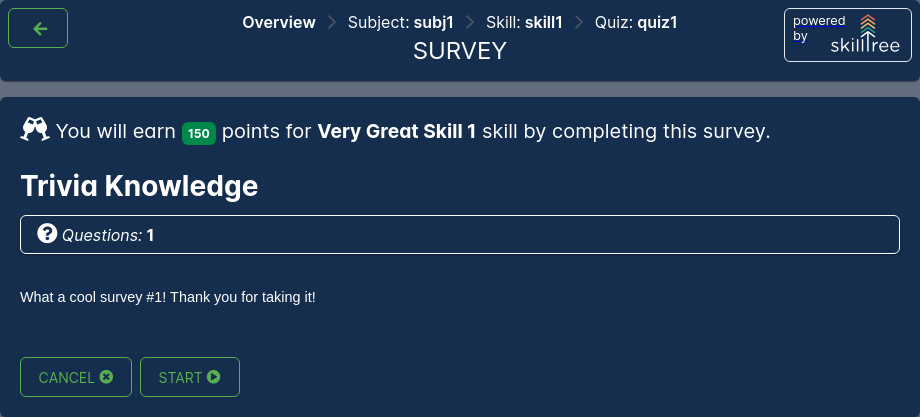 Overview Subject: subj1 Skill: skill1 Quiz: quiz1
SURVEY
powered
by
skilltree
You will earn 150 points for Very Great Skill 1 skill by completing this survey.
Trivia Knowledge
Questions: 1
What a cool survey #1! Thank you for taking it!
CANCEL START